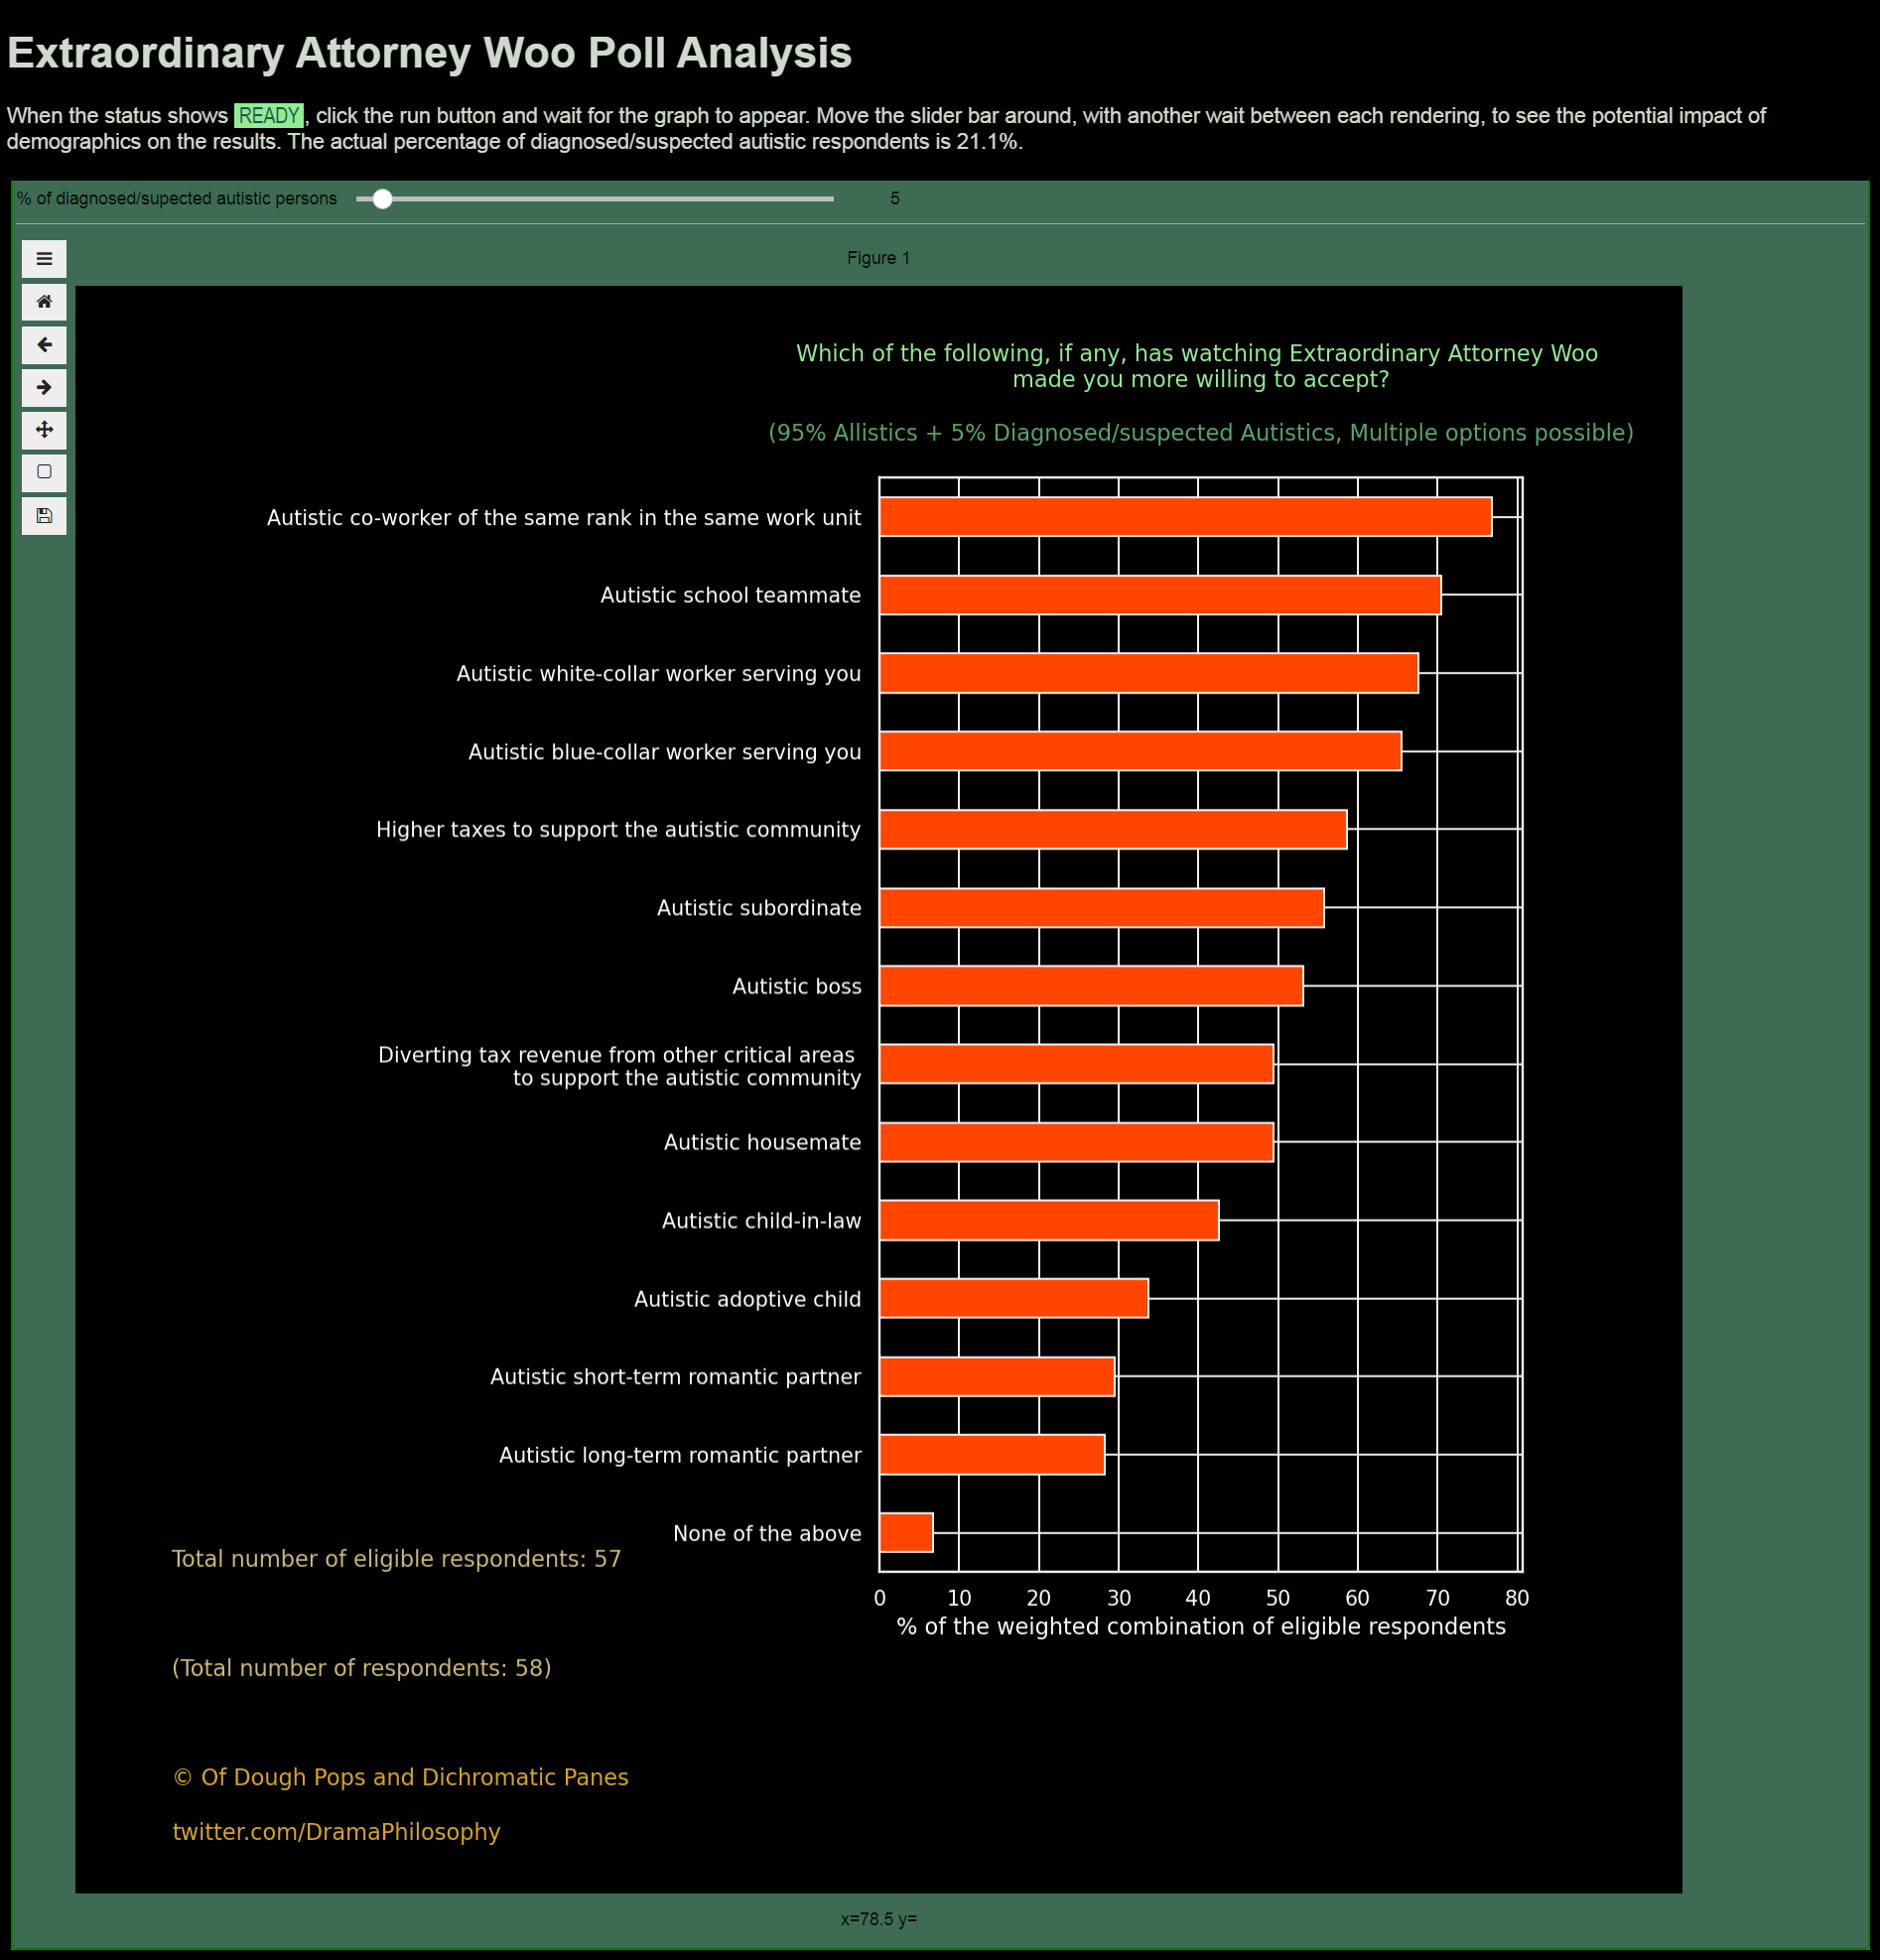 Extraordinary Attorney Woo Poll Analysis
When the status shows READY, click the run button and wait for the graph to appear. Move the slider bar around, with another wait between each rendering, to see the potential impact of
demographics on the results. The actual percentage of diagnosed/suspected autistic respondents is 21.1%.
% of diagnosed/supected autistic persons 5
Figure 1
Which of the following, if any, has watching Extraordinary Attorney Woo
made you more willing to accept?
(95% Allistics + 5% Diagnosed/suspected Autistics, Multiple options possible)
Autistic co-worker of the same rank in the same work unit
Autistic school teammate
Autistic white-collar worker serving you
Autistic blue-collar worker serving you
Higher taxes to support the autistic community
Autistic subordinate
Autistic boss
Diverting tax revenue from other critical areas
to support the autistic community
Autistic housemate
Autistic child-in-law
Autistic adoptive child
Autistic short-term romantic partner
Autistic long-term romantic partner
None of the above
0 10 20 30 40 50 60 70 80
% of the weighted combination of eligible respondents
Total number of eligible respondents: 57
(Total number of respondents: 58)
© Of Dough Pops and Dichromatic Panes
twitter.com/DramaPhilosophy
x=78.5 y=